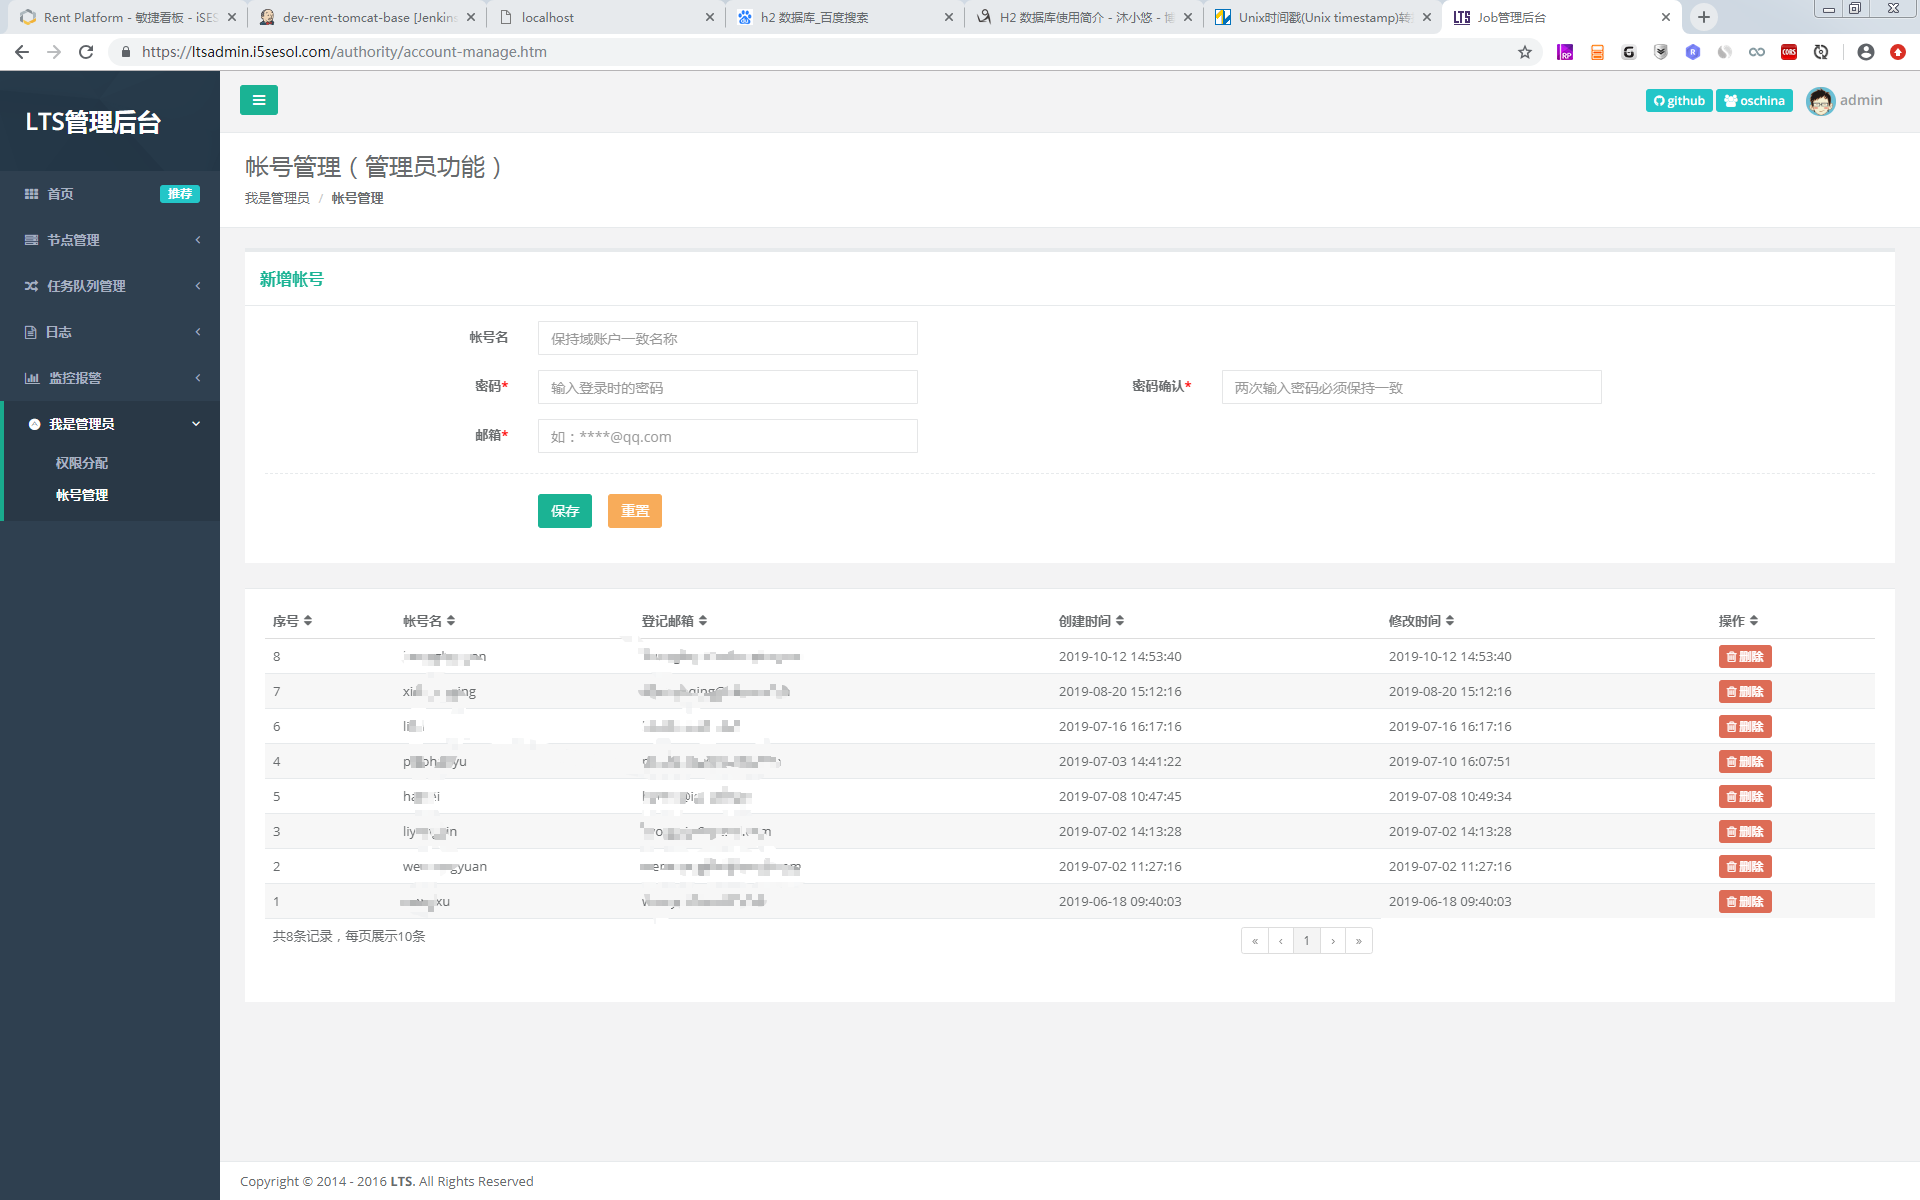 Rent Platform - 敏捷看板 - iSES
dev-rent-tomcat-base [Jenkins
localhost
h2 数据库_百度搜索
H2 数据库使用简介 - 沐小悠 - 博
Unix时间戳(Unix timestamp)转
LTS Job管理后台
https://ltsadmin.i5sesol.com/authority/account-manage.htm
LTS管理后台
github oschina admin
帐号管理（管理员功能）
我是管理员 / 帐号管理
首页 推荐
节点管理
任务队列管理
日志
监控报警
我是管理员
权限分配
帐号管理
新增帐号
帐号名 保持域账户一致名称
密码* 输入登录时的密码 密码确认* 两次输入密码必须保持一致
邮箱* 如：****@qq.com
保存 重置
序号 帐号名 登记邮箱 创建时间 修改时间 操作
8 2019-10-12 14:53:40 2019-10-12 14:53:40 删除
7 2019-08-20 15:12:16 2019-08-20 15:12:16 删除
6 2019-07-16 16:17:16 2019-07-16 16:17:16 删除
4 2019-07-03 14:41:22 2019-07-10 16:07:51 删除
5 2019-07-08 10:47:45 2019-07-08 10:49:34 删除
3 2019-07-02 14:13:28 2019-07-02 14:13:28 删除
2 2019-07-02 11:27:16 2019-07-02 11:27:16 删除
1 2019-06-18 09:40:03 2019-06-18 09:40:03 删除
共8条记录，每页展示10条
« ‹ 1 › »
Copyright © 2014 - 2016 LTS. All Rights Reserved